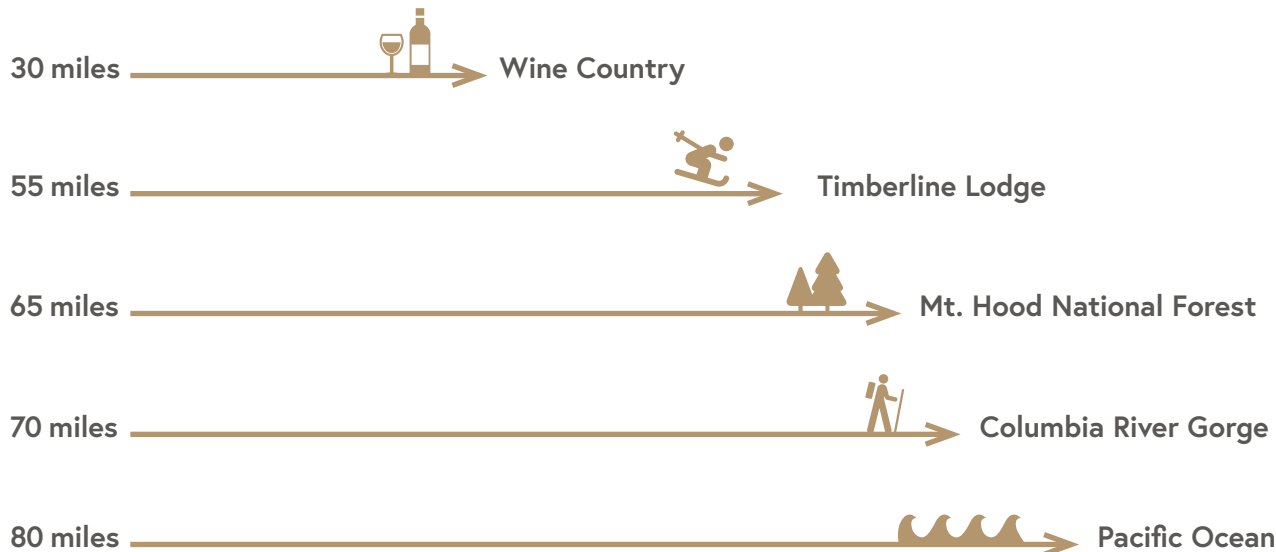 30 miles Wine Country
55 miles Timberline Lodge
65 miles Mt. Hood National Forest
70 miles Columbia River Gorge
80 miles Pacific Ocean